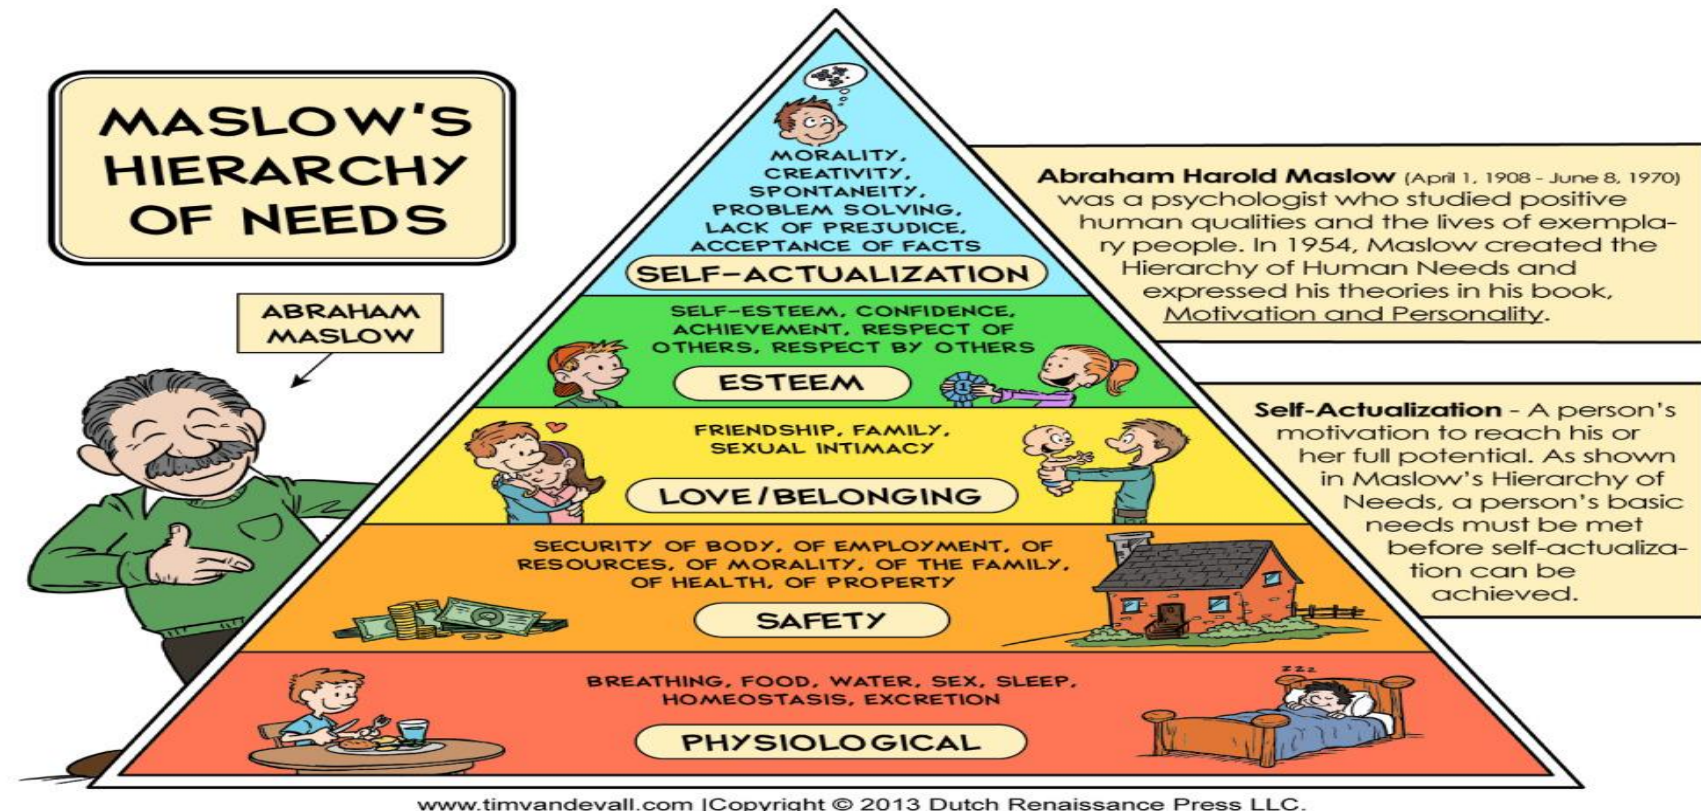 MASLOW'S
HIERARCHY
OF NEEDS
ABRAHAM
MASLOW
MORALITY,
CREATIVITY,
SPONTANEITY,
PROBLEM SOLVING,
LACK OF PREJUDICE,
ACCEPTANCE OF FACTS
SELF-ACTUALIZATION
SELF-ESTEEM, CONFIDENCE,
ACHIEVEMENT, RESPECT OF
OTHERS, RESPECT BY OTHERS
ESTEEM
1
FRIENDSHIP, FAMILY,
SEXUAL INTIMACY
LOVE/BELONGING
SECURITY OF BODY, OF EMPLOYMENT, OF
RESOURCES, OF MORALITY, OF THE FAMILY,
OF HEALTH, OF PROPERTY
SAFETY
BREATHING, FOOD, WATER, SEX, SLEEP,
HOMEOSTASIS, EXCRETION
PHYSIOLOGICAL
zzz
Abraham Harold Maslow (April 1, 1908 - June 8, 1970)
was a psychologist who studied positive
human qualities and the lives of exempla-
ry people. In 1954, Maslow created the
Hierarchy of Human Needs and
expressed his theories in his book,
Motivation and Personality.
Self-Actualization - A person's
motivation to reach his or
her full potential. As shown
in Maslow's Hierarchy of
Needs, a person's basic
needs must be met
before self-actualiza-
tion can be
achieved.
www.timvandevall.com |Copyright © 2013 Dutch Renaissance Press LLC.